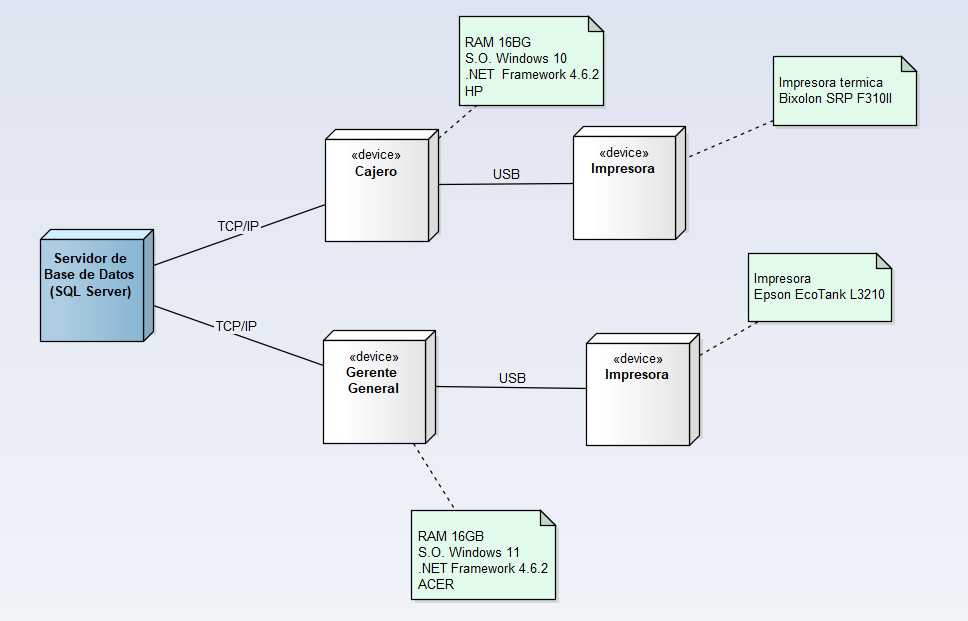 RAM 16BG
S.O. Windows 10
.NET  Framework 4.6.2
HP
Impresora termica
Bixolon SRP F310II
«device»
Cajero
USB
«device»
Impresora
TCP/IP
Servidor de
Base de Datos
(SQL Server)
Impresora
Epson EcoTank L3210
TCP/IP
«device»
Gerente
General
USB
«device»
Impresora
RAM 16GB
S.O. Windows 11
.NET Framework 4.6.2
ACER